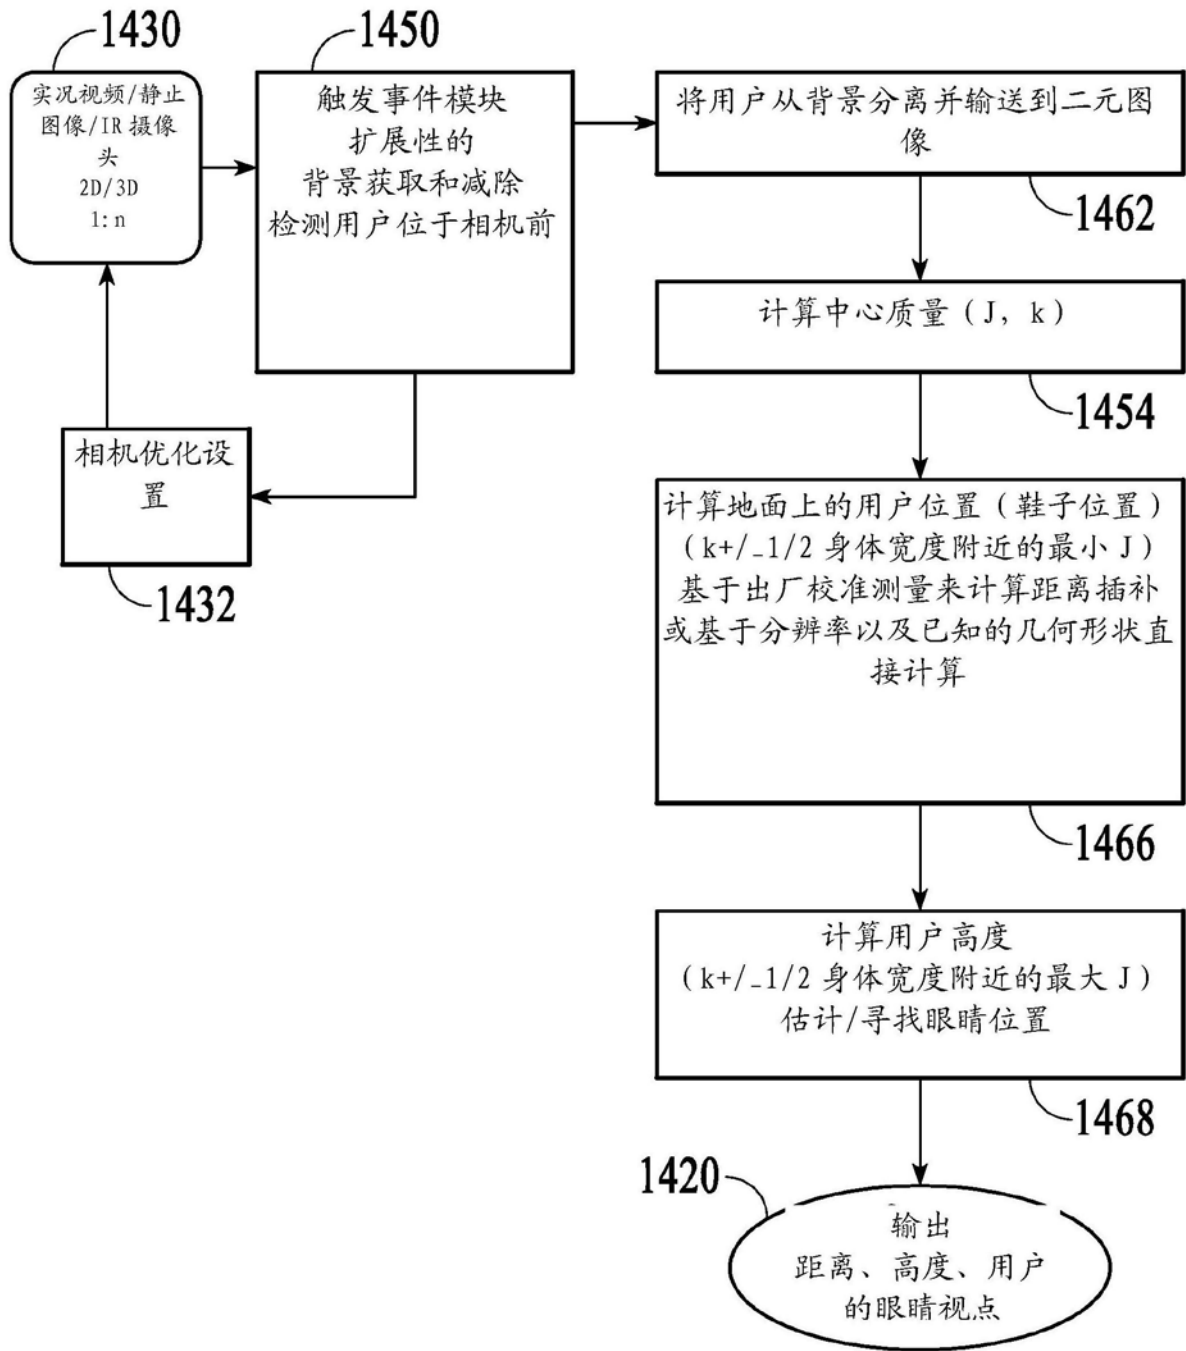 1430
实况视频/静止
图像/IR 摄像
头
2D/3D
1:n
1450
触发事件模块
扩展性的
背景获取和减除
检测用户位于相机前
相机优化设
置
1432
将用户从背景分离并输送到二元图
像
1462
计算中心质量(J, k)
1454
计算地面上的用户位置(鞋子位置)
(k+/_1/2 身体宽度附近的最小 J)
基于出厂校准测量来计算距离插补
或基于分辨率以及已知的几何形状直
接计算
1466
计算用户高度
(k+/_1/2 身体宽度附近的最大 J)
估计/寻找眼睛位置
1468
1420
输出
距离、高度、用户
的眼睛视点